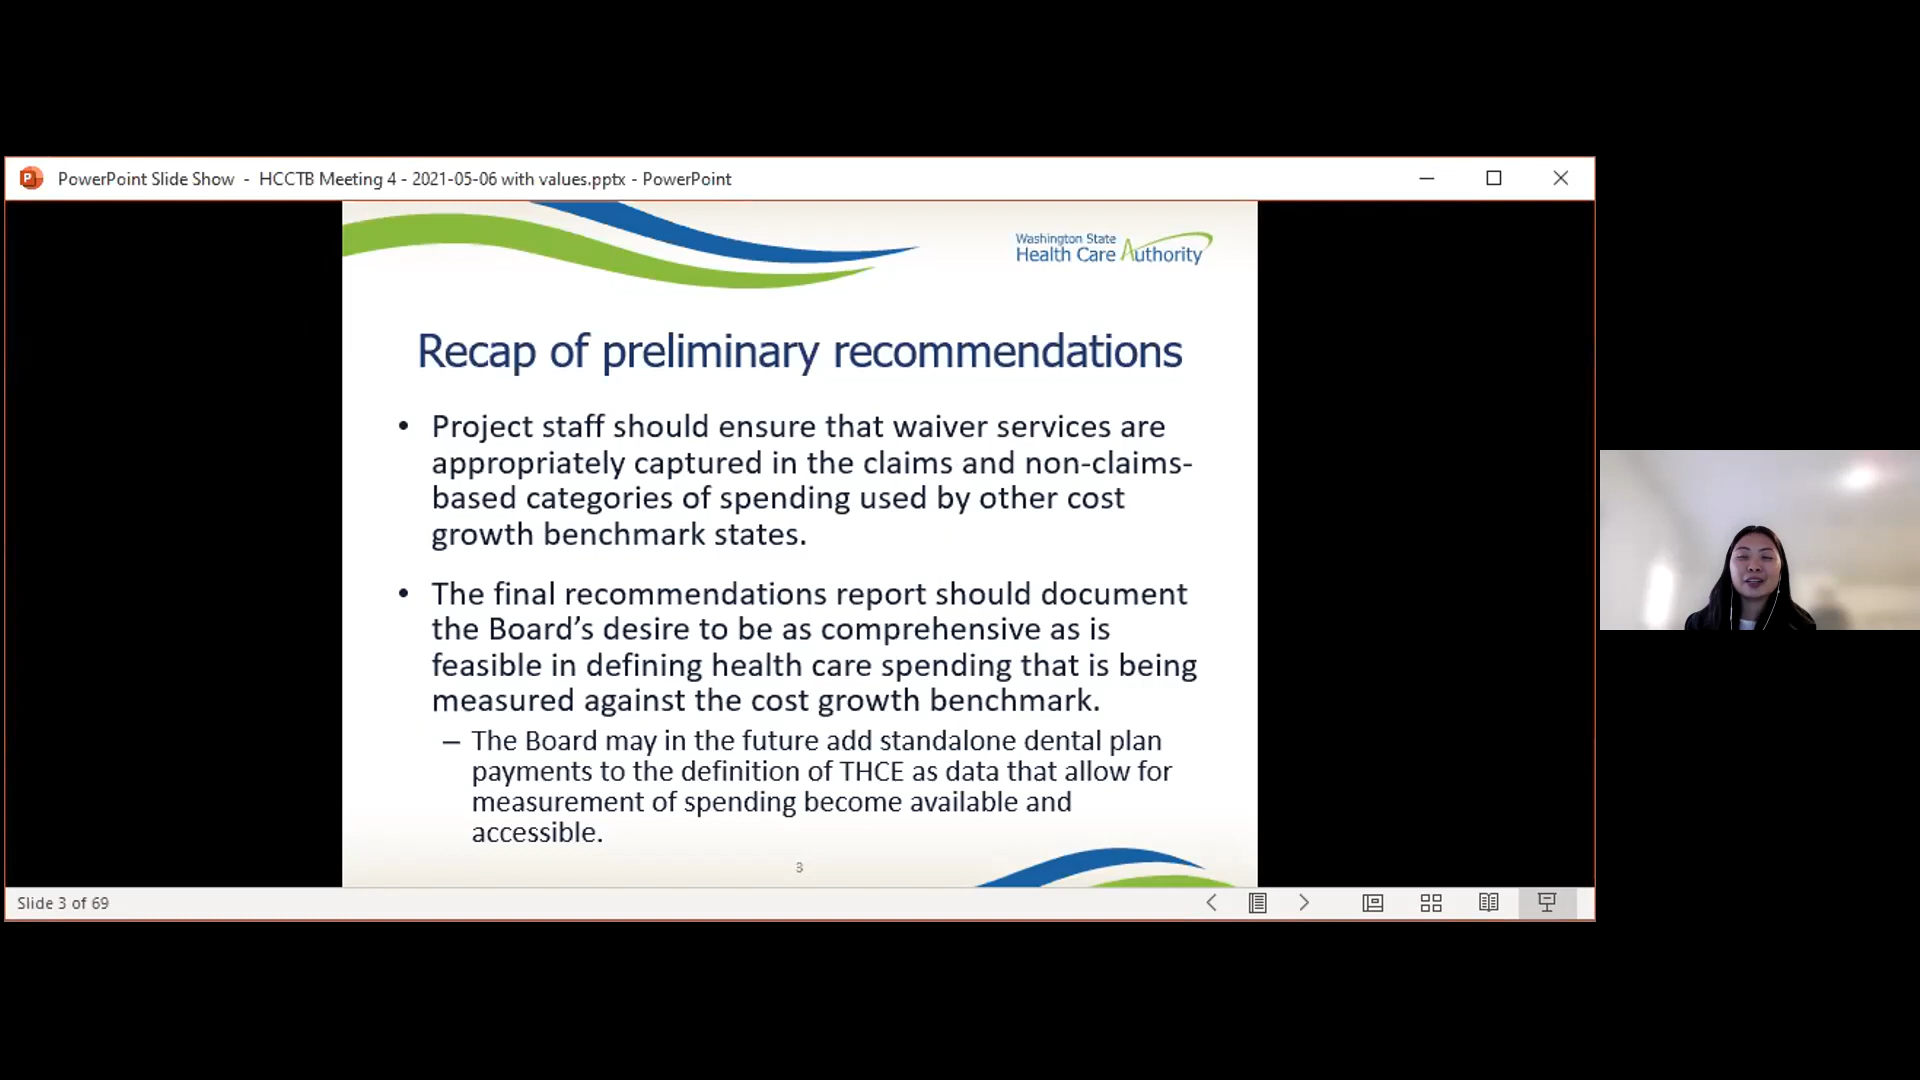 PowerPoint Slide Show - HCCTB Meeting 4 - 2021-05-06 with values.pptx - PowerPoint
Washington State
Health Care Authority
Recap of preliminary recommendations
• Project staff should ensure that waiver services are
appropriately captured in the claims and non-claims-
based categories of spending used by other cost
growth benchmark states.
• The final recommendations report should document
the Board’s desire to be as comprehensive as is
feasible in defining health care spending that is being
measured against the cost growth benchmark.
– The Board may in the future add standalone dental plan
payments to the definition of THCE as data that allow for
measurement of spending become available and
accessible.
3
Slide 3 of 69